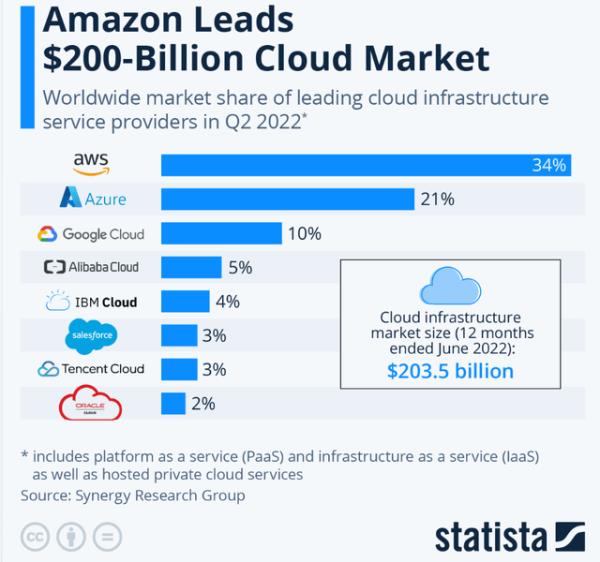 Amazon Leads
$200-Billion Cloud Market
Worldwide market share of leading cloud infrastructure
service providers in Q2 2022*
aws 34%
Azure 21%
Google Cloud 10%
Alibaba Cloud 5%
IBM Cloud 4%
salesforce 3%
Tencent Cloud 3%
ORACLE
CLOUD
2%
Cloud infrastructure
market size (12 months
ended June 2022):
$203.5 billion
* includes platform as a service (PaaS) and infrastructure as a service (IaaS)
as well as hosted private cloud services
Source: Synergy Research Group
cc
statista